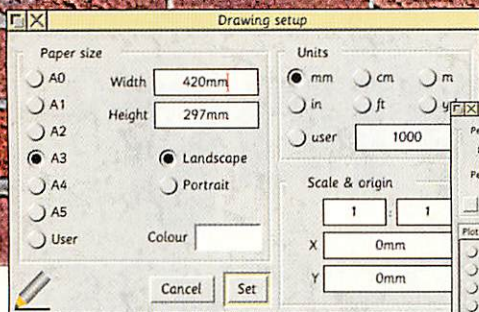 Drawing setup
Paper size
A0
A1
A2
A3
A4
A5
User
Width 420mm
Height 297mm
Landscape
Portrait
Colour
Cancel Set
Units
mm cm m
in ft
user 1000
Scale & origin
1 : 1
X 0mm
Y 0mm
Plot